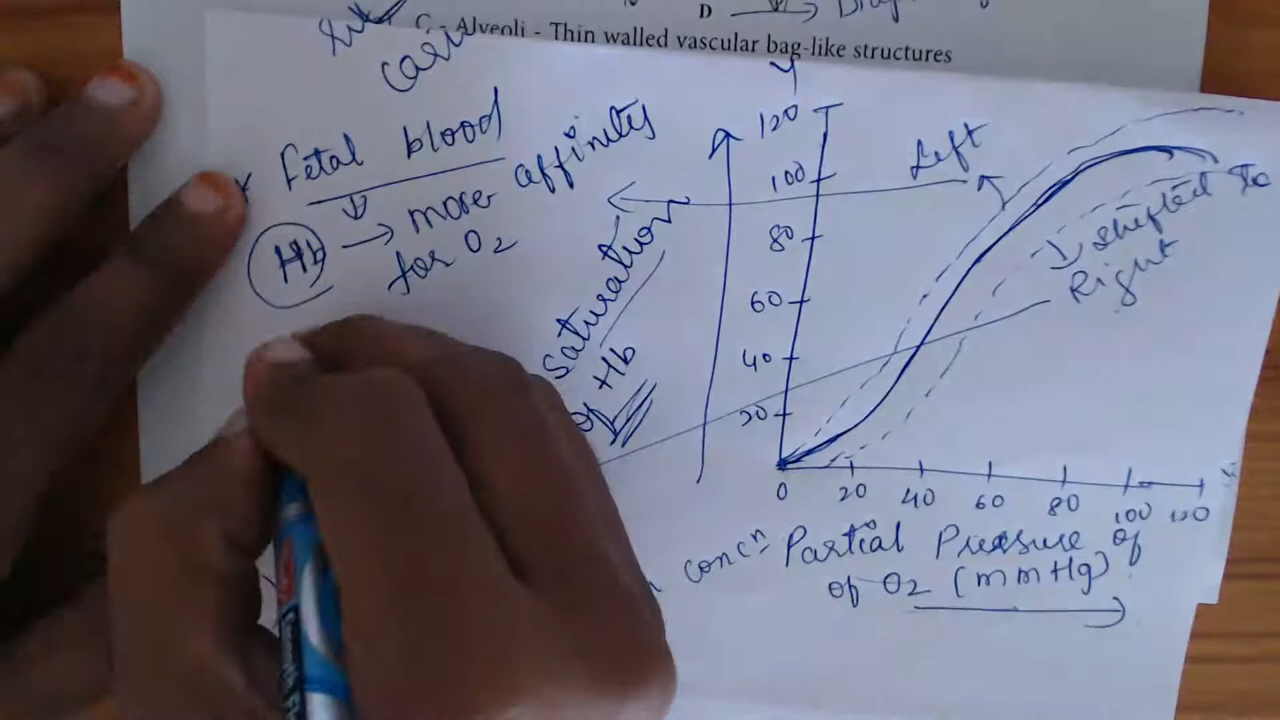 D
C - Alveoli - Thin walled vascular bag-like structures
* Fetal blood
Hb → more affinity
for O2
Saturation
of Hb
Y
120
100
80
60
40
20
0 20 40 60 80 100 120
Left
shifted to
Right
concn
Partial Pressure of
of O2 (mmHg)